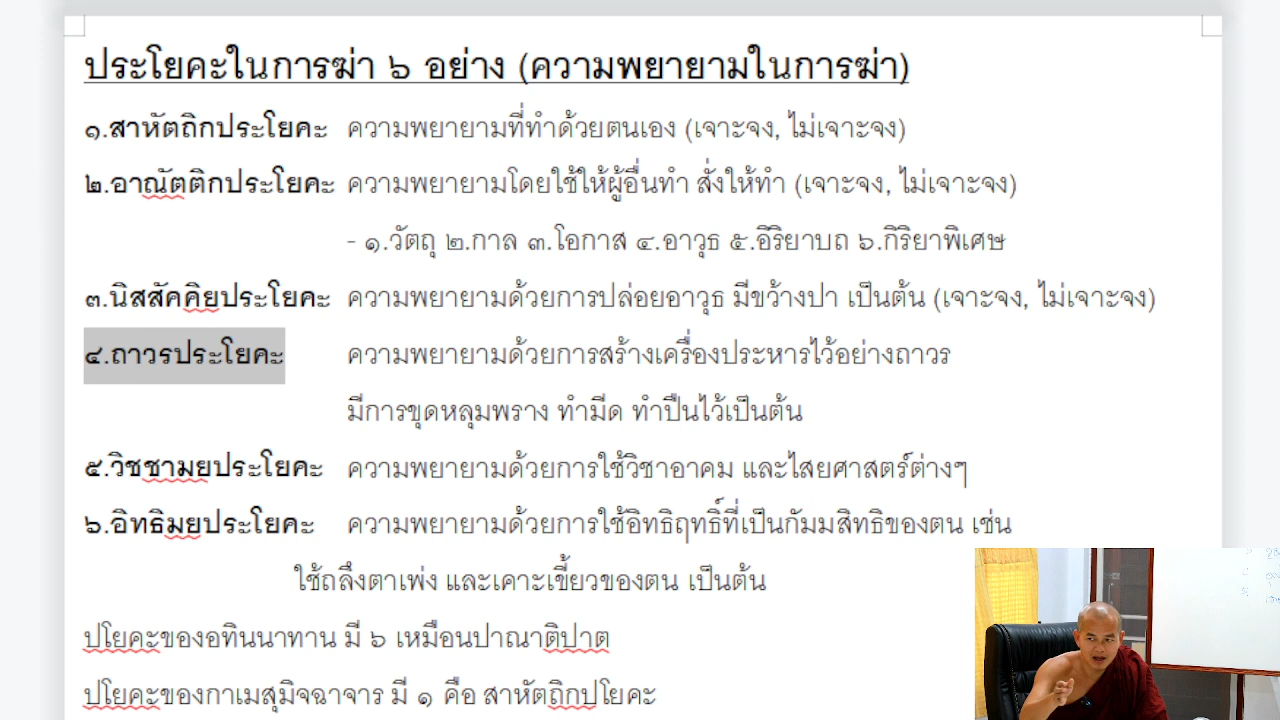 ประโยคะในการฆ่า ๖ อย่าง (ความพยายามในการฆ่า)
๑.สาหัตถิกประโยคะ ความพยายามที่ทำด้วยตนเอง (เจาะจง, ไม่เจาะจง)
๒.อาณัตติกประโยคะ ความพยายามโดยใช้ให้ผู้อื่นทำ สั่งให้ทำ (เจาะจง, ไม่เจาะจง)
- ๑.วัตถุ ๒.กาล ๓.โอกาส ๔.อาวุธ ๕.อิริยาบถ ๖.กิริยาพิเศษ
๓.นิสสัคคิยประโยคะ ความพยายามด้วยการปล่อยอาวุธ มีขว้างปา เป็นต้น (เจาะจง, ไม่เจาะจง)
๔.ถาวรประโยคะ ความพยายามด้วยการสร้างเครื่องประหารไว้อย่างถาวร
มีการขุดหลุมพราง ทำมีด ทำปืนไว้เป็นต้น
๕.วิชชามยประโยคะ ความพยายามด้วยการใช้วิชาอาคม และไสยศาสตร์ต่างๆ
๖.อิทธิมยประโยคะ ความพยายามด้วยการใช้อิทธิฤทธิ์ที่เป็นกัมมสิทธิของตน เช่น
ใช้ถลึงตาเพ่ง และเคาะเขี้ยวของตน เป็นต้น
ปโยคะของอทินนาทาน มี ๖ เหมือนปาณาติปาต
ปโยคะของกาเมสุมิจฉาจาร มี ๑ คือ สาหัตถิกปโยคะ